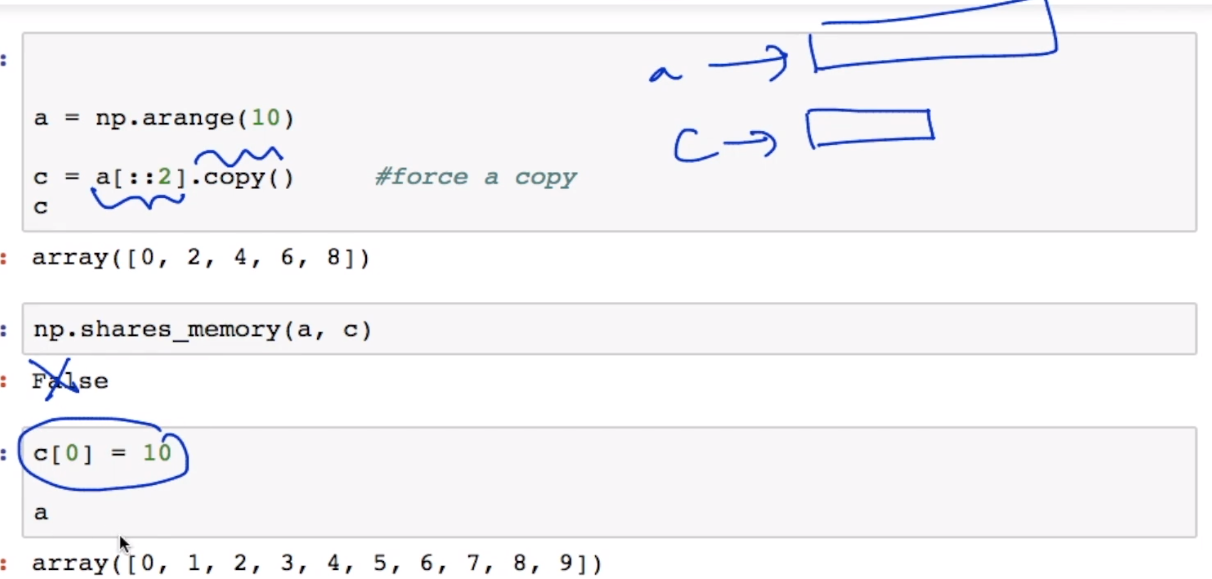 a
a = np.arange(10)
C
c = a[::2].copy() #force a copy
c
array([0, 2, 4, 6, 8])
np.shares_memory(a, c)
False
c[0] = 10
a
array([0, 1, 2, 3, 4, 5, 6, 7, 8, 9])